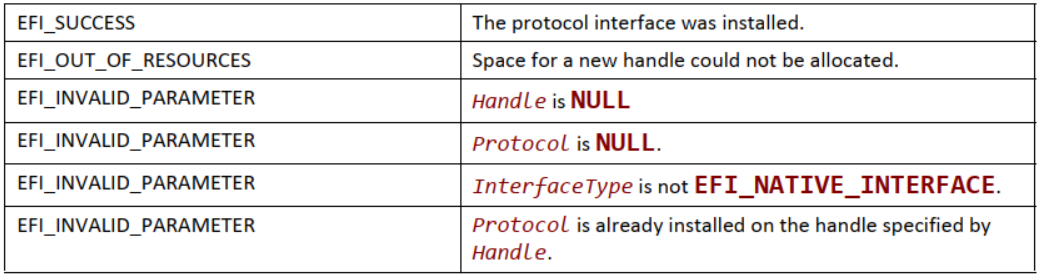 EFI_SUCCESS The protocol interface was installed.
EFI_OUT_OF_RESOURCES Space for a new handle could not be allocated.
EFI_INVALID_PARAMETER Handle is NULL
EFI_INVALID_PARAMETER Protocol is NULL.
EFI_INVALID_PARAMETER InterfaceType is not EFI_NATIVE_INTERFACE.
EFI_INVALID_PARAMETER Protocol is already installed on the handle specified by
Handle.